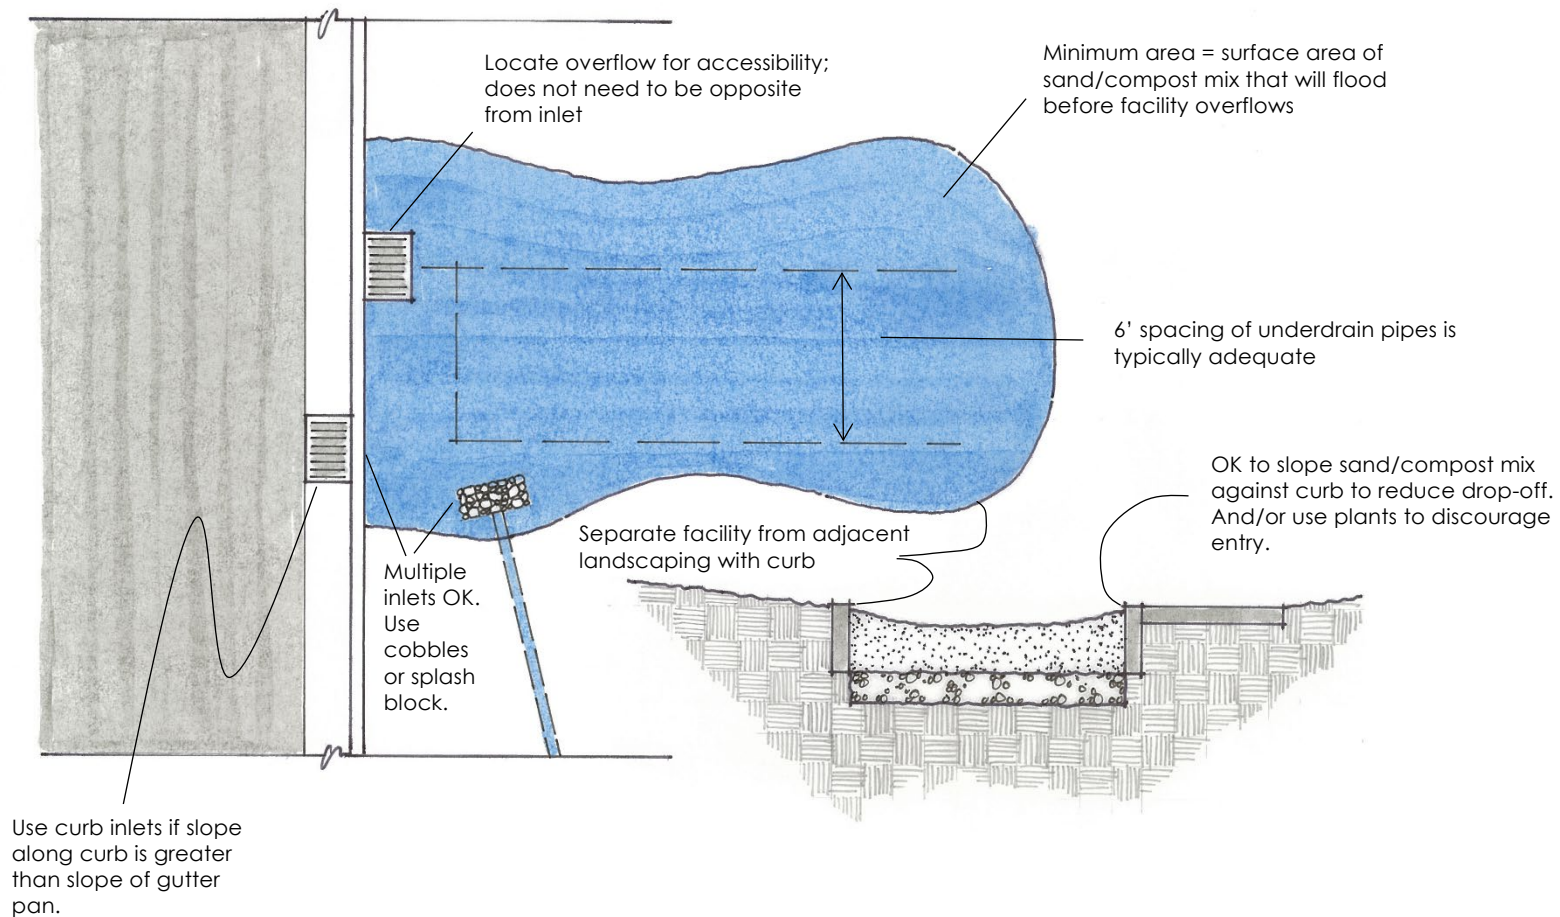 Locate overflow for accessibility;
does not need to be opposite
from inlet
Minimum area = surface area of
sand/compost mix that will flood
before facility overflows
6’ spacing of underdrain pipes is
typically adequate
OK to slope sand/compost mix
against curb to reduce drop-off.
And/or use plants to discourage
entry.
Separate facility from adjacent
landscaping with curb
Multiple
inlets OK.
Use
cobbles
or splash
block.
Use curb inlets if slope
along curb is greater
than slope of gutter
pan.